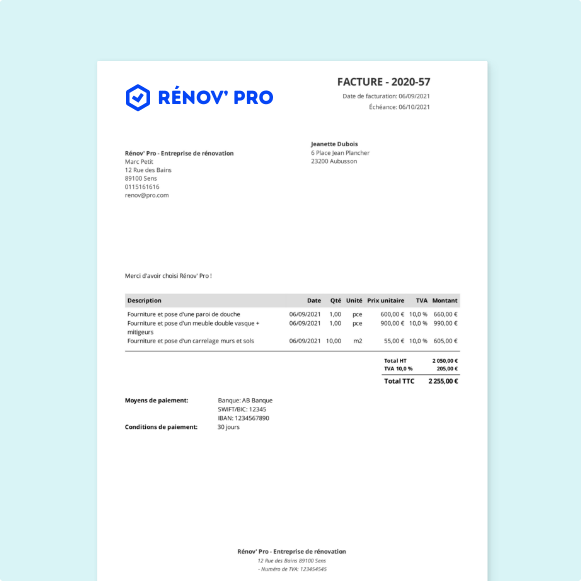 RÉNOV' PRO
FACTURE - 2020-57
Date de facturation: 06/09/2021
Échéance: 06/10/2021
Rénov' Pro - Entreprise de rénovation
Marc Petit
12 Rue des Bains
89100 Sens
0115161616
renov@pro.com
Jeanette Dubois
6 Place Jean Plancher
23200 Aubusson
Merci d'avoir choisi Rénov' Pro !
Description Date Qté Unité Prix unitaire TVA Montant
Fourniture et pose d'une paroi de douche 06/09/2021 1,00 pce 600,00 € 10,0 % 660,00 €
Fourniture et pose d'un meuble double vasque + 06/09/2021 1,00 pce 900,00 € 10,0 % 990,00 €
mitigeurs
Fourniture et pose d'un carrelage murs et sols 06/09/2021 10,00 m2 55,00 € 10,0 % 605,00 €
Total HT 2 050,00 €
TVA 10,0 % 205,00 €
Total TTC 2 255,00 €
Moyens de paiement: Banque: AB Banque
SWIFT/BIC: 12345
IBAN: 1234567890
Conditions de paiement: 30 jours
Rénov' Pro - Entreprise de rénovation
12 Rue des Bains 89100 Sens
- Numéro de TVA: 123454545